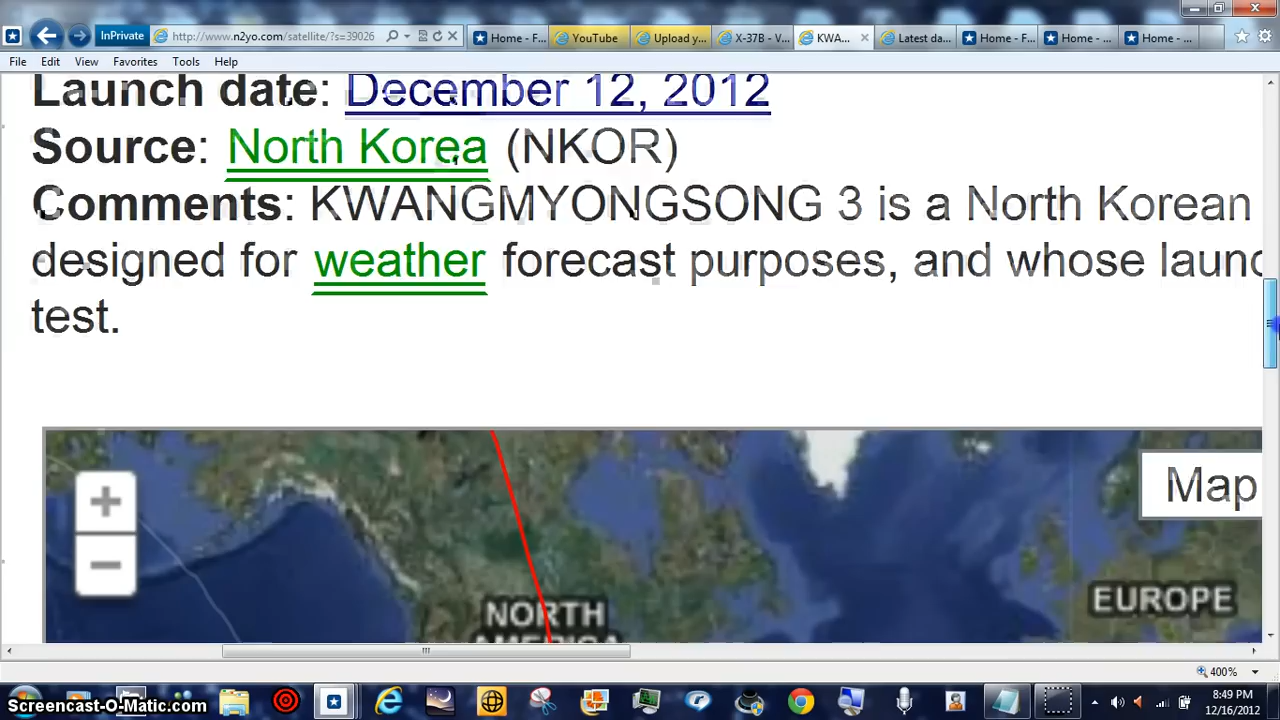 InPrivate
http://www.n2yo.com/satellite/?s=39026
Home - F...
YouTube
Upload y...
X-37B - V...
KWA...
Latest da...
Home - F...
Home - ...
Home - ...
File Edit View Favorites Tools Help
Launch date: December 12, 2012
Source: North Korea (NKOR)
Comments: KWANGMYONGSONG 3 is a North Korean
designed for weather forecast purposes, and whose launc
test.
+
−
Map
NORTH
AMERICA
EUROPE
400%
8:49 PM
12/16/2012
Screencast-O-Matic.com